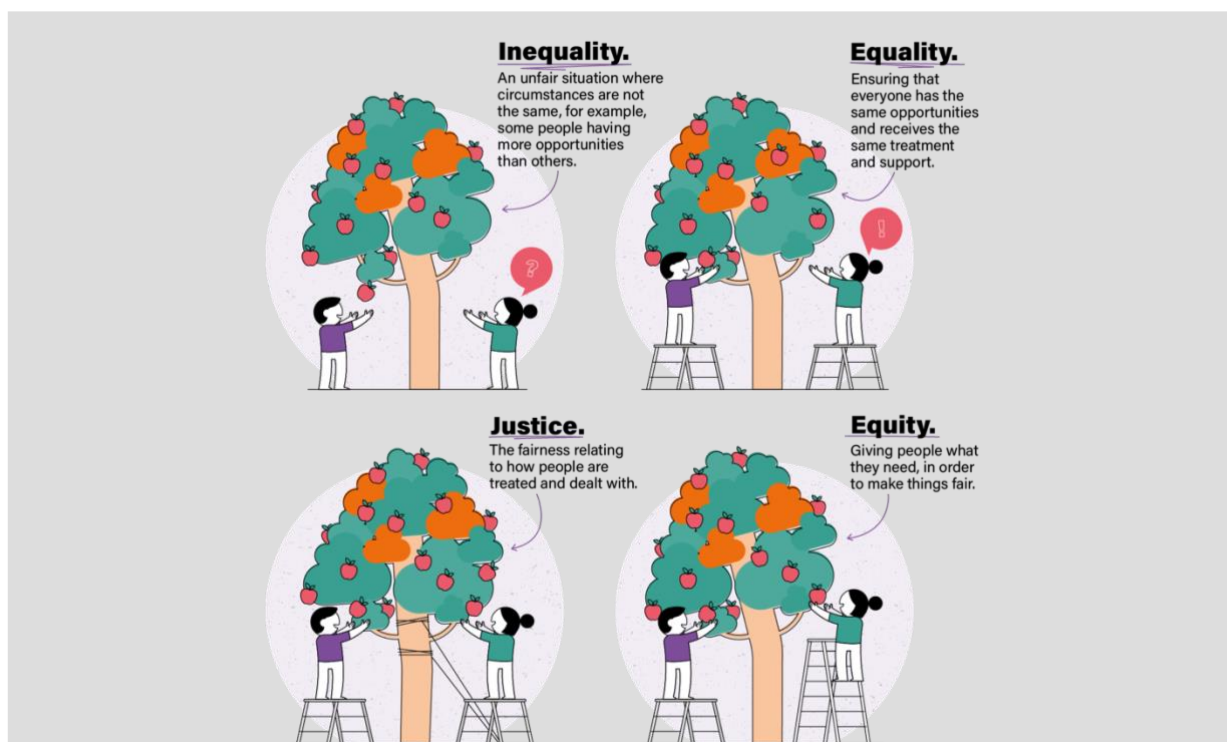 Inequality.
An unfair situation where
circumstances are not
the same, for example,
some people having
more opportunities
than others.
?
Equality.
Ensuring that
everyone has the
same opportunities
and receives the
same treatment
and support.
!
Justice.
The fairness relating
to how people are
treated and dealt with.
Equity.
Giving people what
they need, in order
to make things fair.